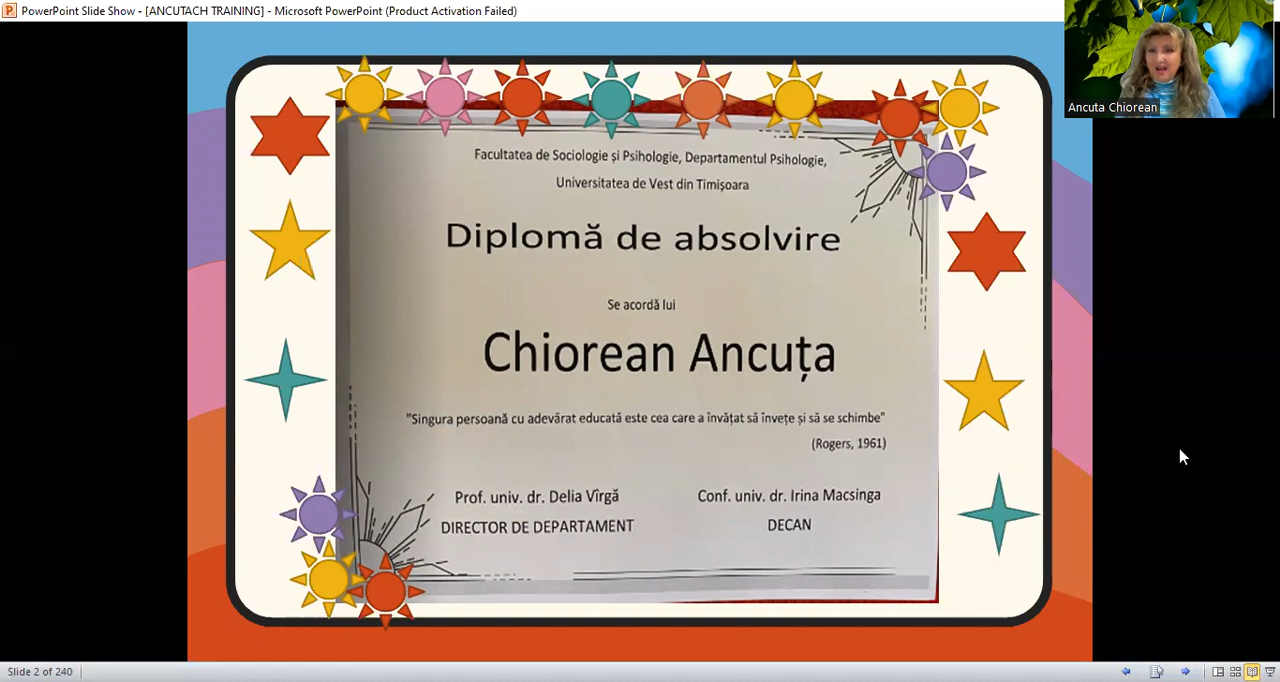 PowerPoint Slide Show - [ANCUTACH TRAINING] - Microsoft PowerPoint (Product Activation Failed)
Ancuta Chiorean
Facultatea de Sociologie și Psihologie, Departamentul Psihologie,
Universitatea de Vest din Timișoara
Diplomă de absolvire
Se acordă lui
Chiorean Ancuța
"Singura persoană cu adevărat educată este cea care a învățat să învețe și să se schimbe"
(Rogers, 1961)
Prof. univ. dr. Delia Vîrgă
Conf. univ. dr. Irina Macsinga
DIRECTOR DE DEPARTAMENT
DECAN
Slide 2 of 240